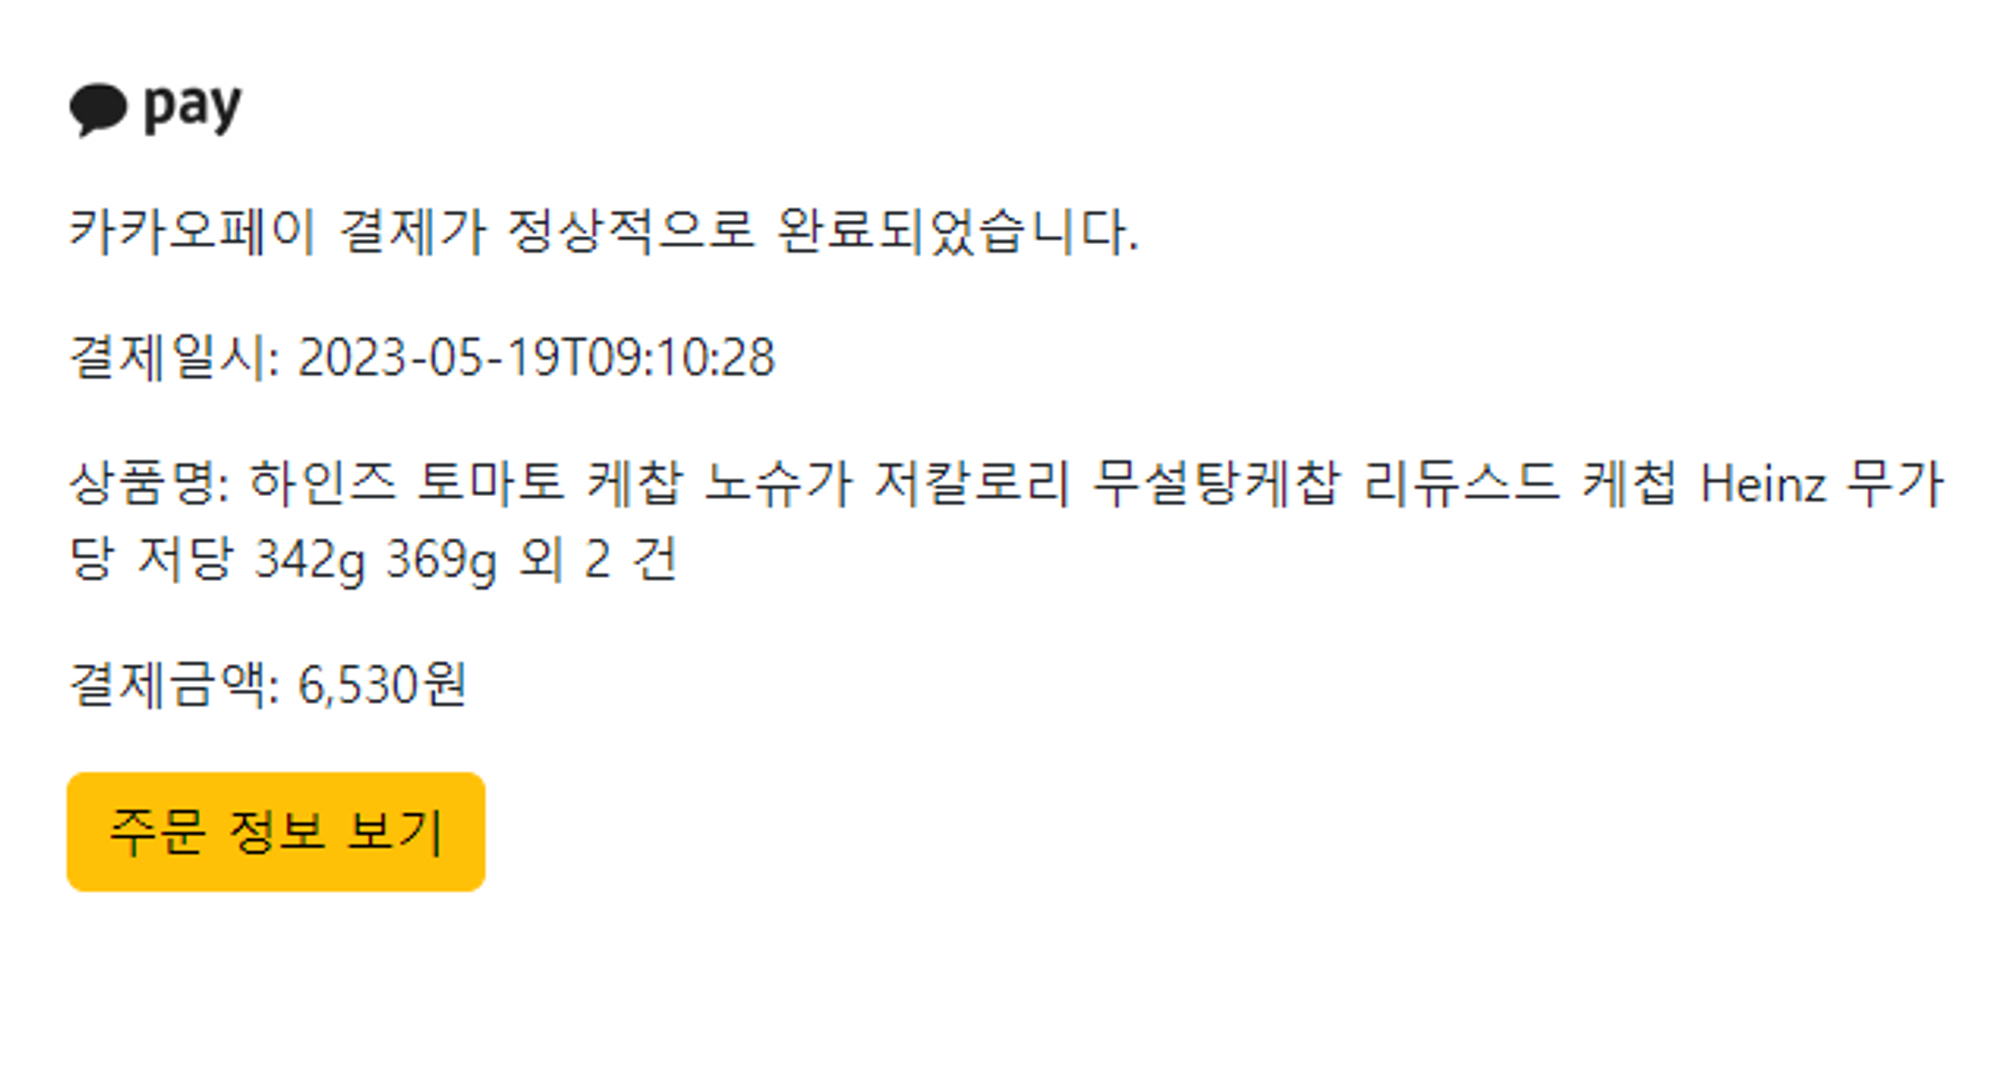 pay
카카오페이 결제가 정상적으로 완료되었습니다.
결제일시: 2023-05-19T09:10:28
상품명: 하인즈 토마토 케찹 노슈가 저칼로리 무설탕케찹 리듀스드 케첩 Heinz 무가
당 저당 342g 369g 외 2 건
결제금액: 6,530원
주문 정보 보기